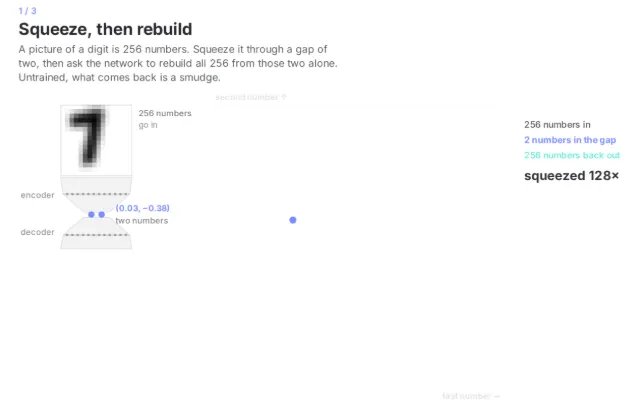 1 / 3
Squeeze, then rebuild
A picture of a digit is 256 numbers. Squeeze it through a gap of
two, then ask the network to rebuild all 256 from those two alone.
Untrained, what comes back is a smudge.
second number ↑
256 numbers
go in
256 numbers in
2 numbers in the gap
256 numbers back out
squeezed 128×
encoder
(0.03, −0.38)
two numbers
decoder
first number →